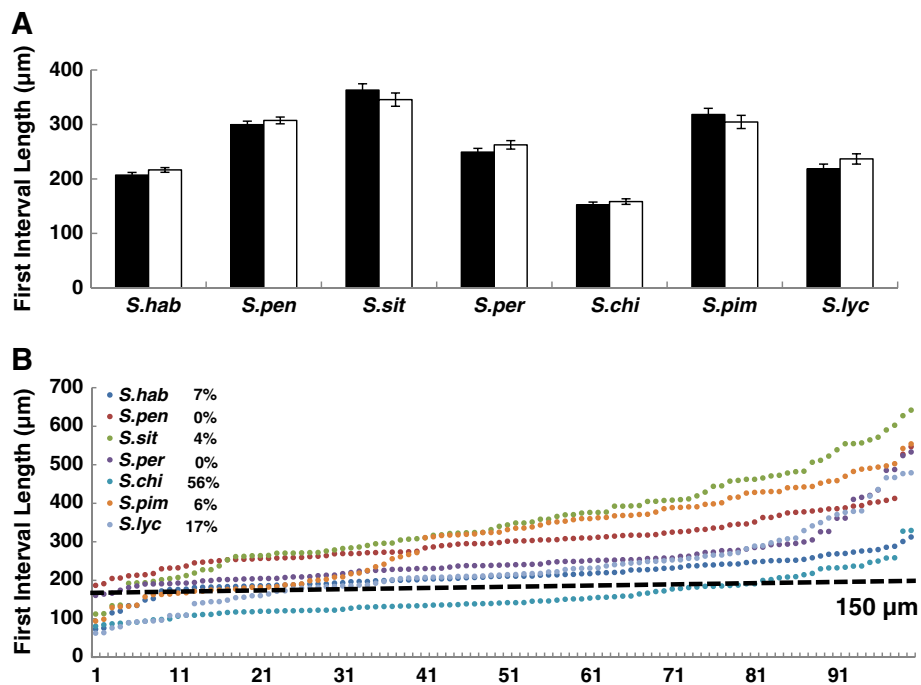 A
First Interval Length (µm)
400
300
200
100
0
S.hab S.pen S.sit S.per S.chi S.pim S.lyc
B
First Interval Length (µm)
700
600
500
400
300
200
100
0
S.hab 7%
S.pen 0%
S.sit 4%
S.per 0%
S.chi 56%
S.pim 6%
S.lyc 17%
150 µm
1 11 21 31 41 51 61 71 81 91